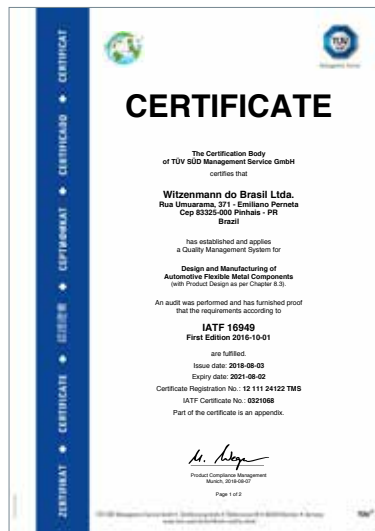 CERTIFICATE
The Certification Body
of TÜV SÜD Management Service GmbH
certifies that
Witzenmann do Brasil Ltda.
Rua Umuarama, 371 - Emiliano Perneta
Cep 83325-000 Pinhais - PR
Brazil
has established and applies
a Quality Management System for
Design and Manufacturing of
Automotive Flexible Metal Components
(with Product Design as per Chapter 8.3).
An audit was performed and has furnished proof
that the requirements according to
IATF 16949
First Edition 2016-10-01
are fulfilled.
Issue date: 2018-08-03
Expiry date: 2021-08-02
Certificate Registration No.: 12 111 24122 TMS
IATF Certificate No.: 0321068
Part of the certificate is an appendix.
Product Compliance Management
Munich, 2018-08-07
Page 1 of 2
ZERTIFIKAT ◆ CERTIFICATE ◆
◆ СЕРТИФИКАТ ◆ CERTIFICADO ◆ CERTIFICAT
TÜV